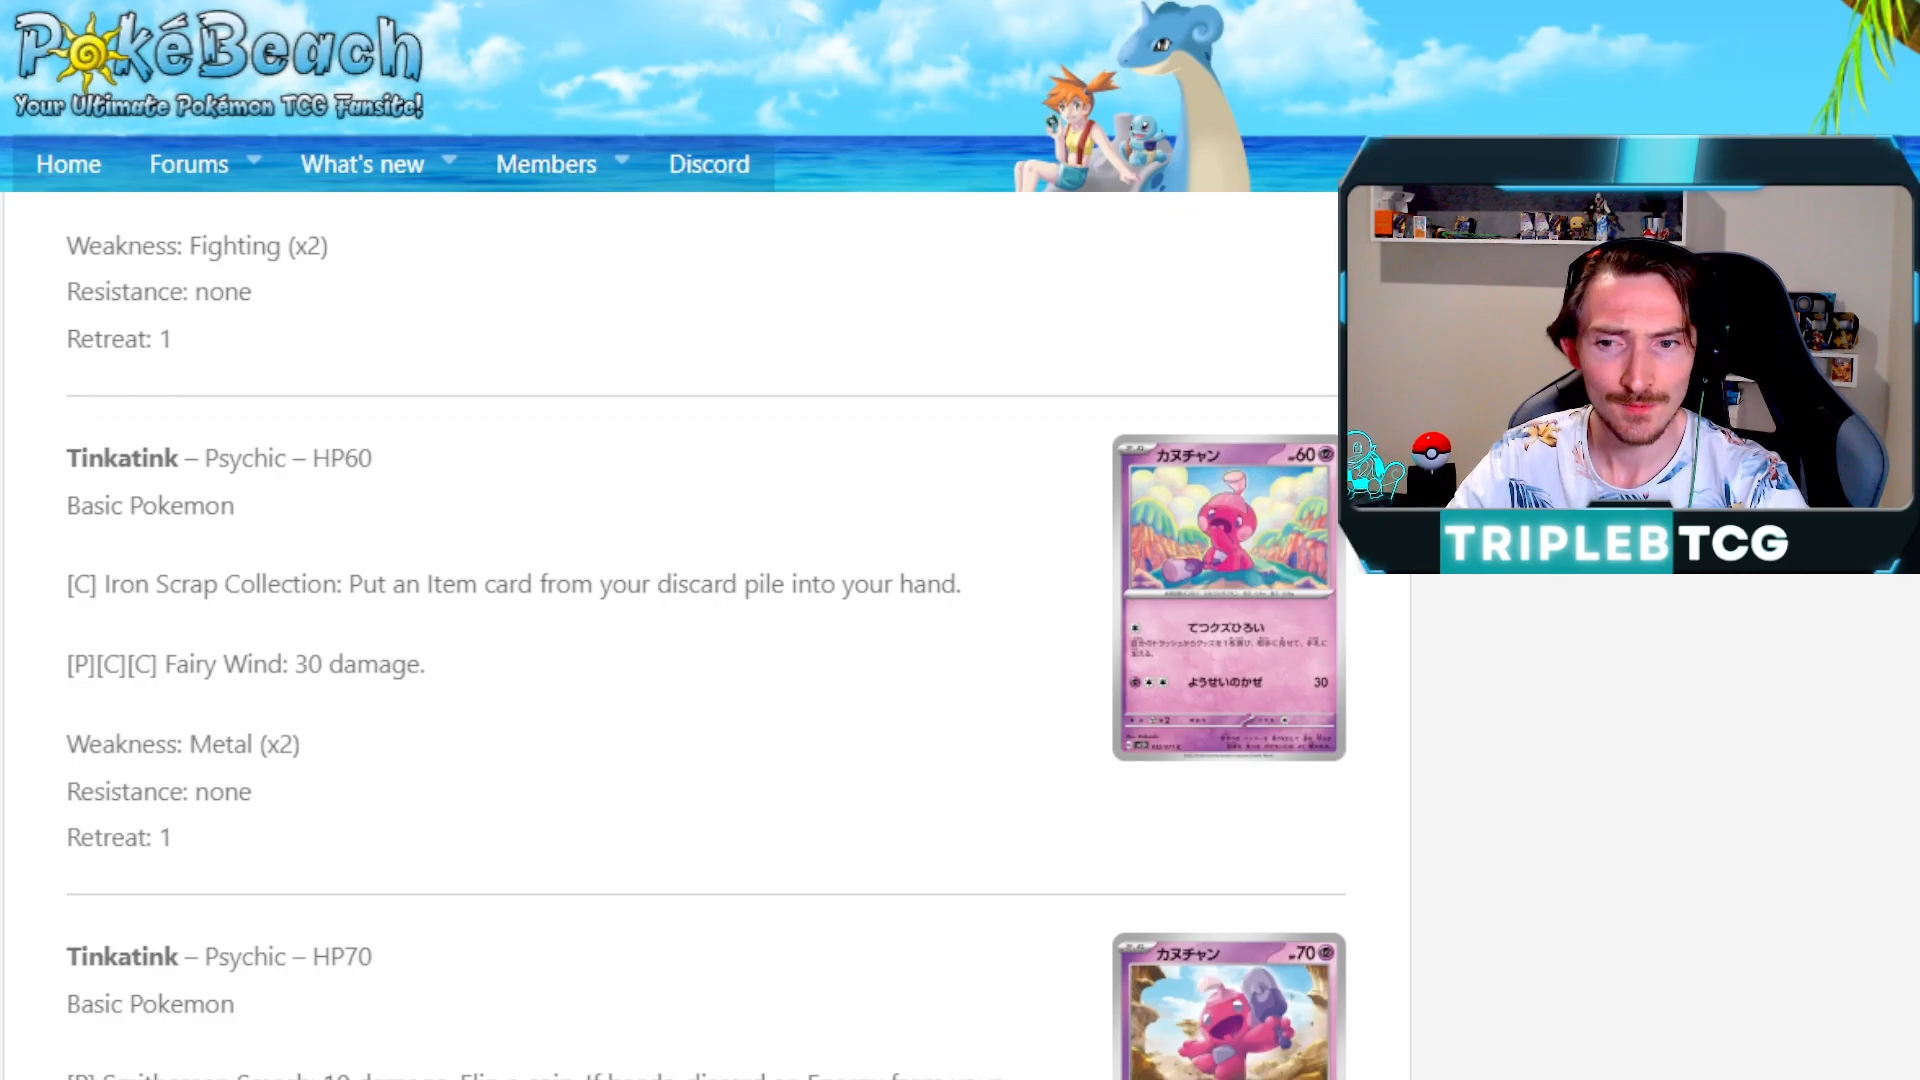 PokéBeach
Your Ultimate Pokémon TCG Fansite!
Home
Forums
What's new
Members
Discord
Weakness: Fighting (x2)
Resistance: none
Retreat: 1
Tinkatink – Psychic – HP60
Basic Pokemon
[C] Iron Scrap Collection: Put an Item card from your discard pile into your hand.
[P][C][C] Fairy Wind: 30 damage.
Weakness: Metal (x2)
Resistance: none
Retreat: 1
カヌチャン
60
てつクズひろい
ようせいのかぜ 30
TRIPLEB TCG
Tinkatink – Psychic – HP70
Basic Pokemon
カヌチャン
70